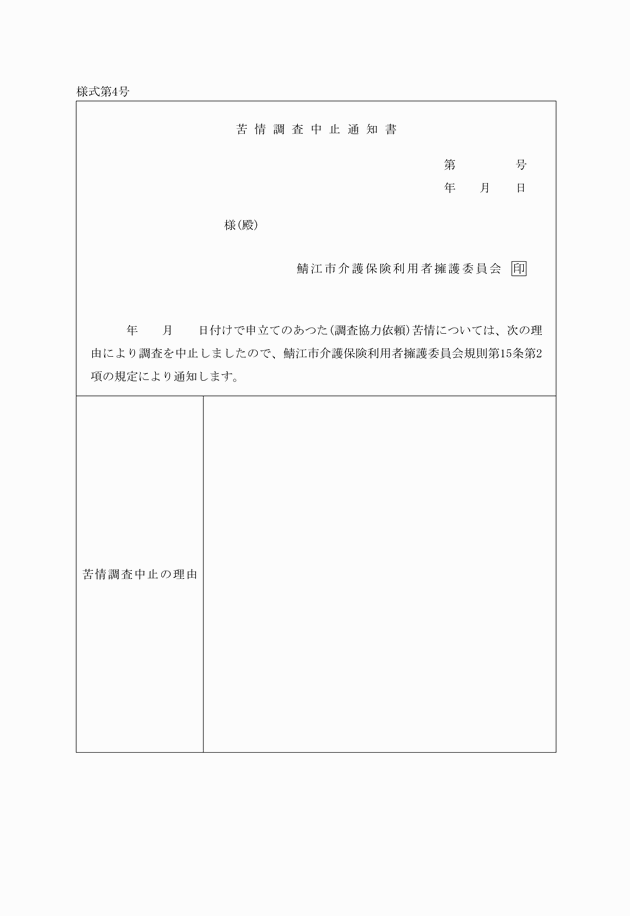 様式第4号
苦情調査中止通知書
第　　　　　号
年　　月　　日
様(殿)
鯖江市介護保険利用者擁護委員会 印
年　　月　　日付けで申立てのあつた(調査協力依頼)苦情については、次の理
由により調査を中止しましたので、鯖江市介護保険利用者擁護委員会規則第15条第2
項の規定により通知します。
苦情調査中止の理由